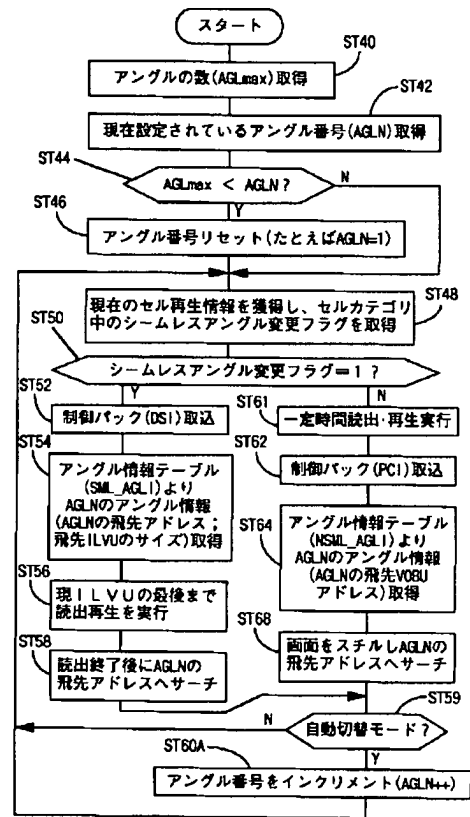 スタート
ST40
アングルの数(AGLmax)取得
ST42
現在設定されているアングル番号(AGLN)取得
ST44
AGLmax < AGLN?
N
Y
ST46
アングル番号リセット(たとえばAGLN=1)
ST48
現在のセル再生情報を獲得し、セルカテゴリ
中のシームレスアングル変更フラグを取得
ST50
シームレスアングル変更フラグ=1?
Y
N
ST52
制御パック(DSI)取込
ST61
一定時間読出・再生実行
ST54
アングル情報テーブル
(SML_AGLI)より
AGLNのアングル情報
(AGLNの飛先アドレス;
飛先ILVUのサイズ)取得
ST62
制御パック(PCI)取込
ST64
アングル情報テーブル
(NSML_AGLI)より
AGLNのアングル情報
(AGLNの飛先VOBU
アドレス)取得
ST56
現ILVUの最後まで
読出再生を実行
ST58
読出終了後にAGLNの
飛先アドレスへサーチ
ST68
画面をスチルしAGLNの
飛先アドレスへサーチ
ST59
自動切替モード?
N
Y
ST60A
アングル番号をインクリメント(AGLN++)